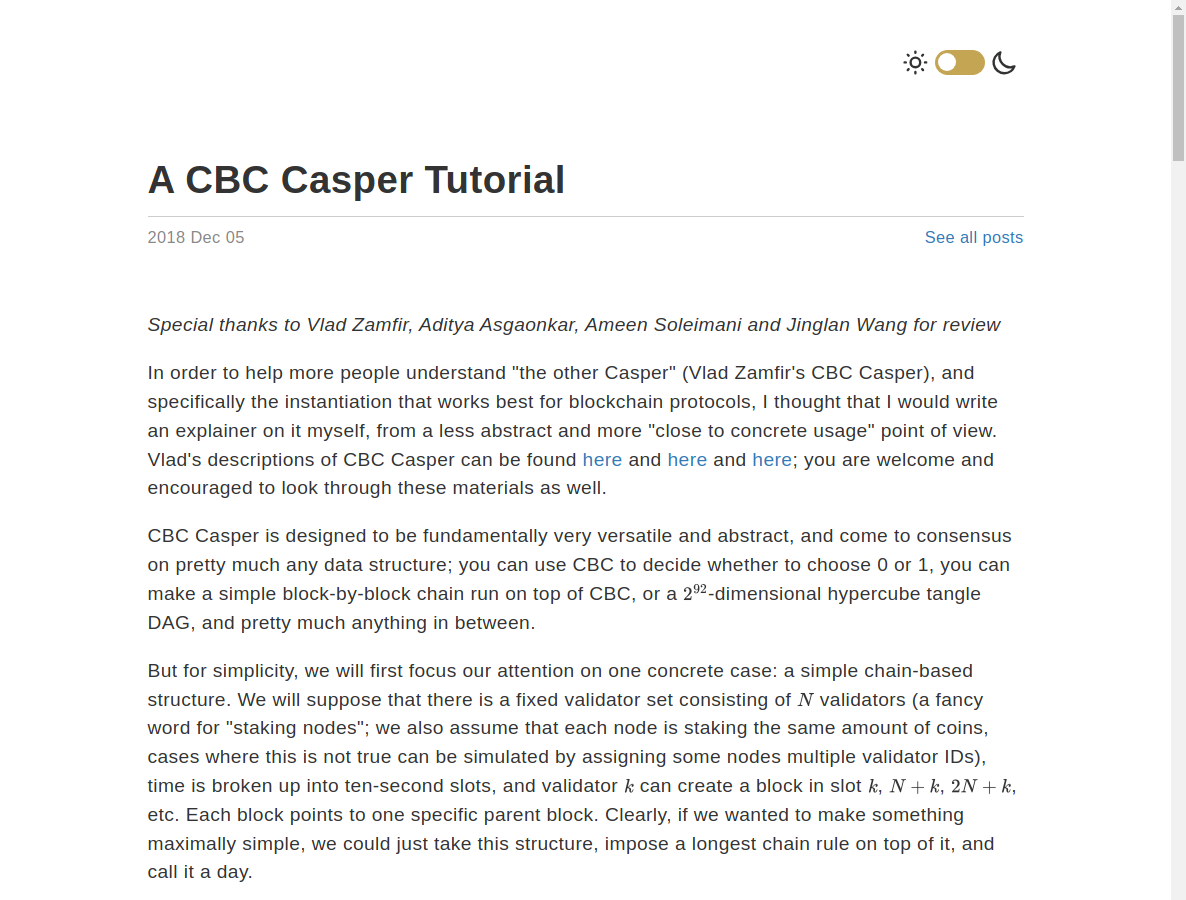 A CBC Casper Tutorial
2018 Dec 05
See all posts
Special thanks to Vlad Zamfir, Aditya Asgaonkar, Ameen Soleimani and Jinglan Wang for review
In order to help more people understand "the other Casper" (Vlad Zamfir's CBC Casper), and
specifically the instantiation that works best for blockchain protocols, I thought that I would write
an explainer on it myself, from a less abstract and more "close to concrete usage" point of view.
Vlad's descriptions of CBC Casper can be found here and here and here; you are welcome and
encouraged to look through these materials as well.
CBC Casper is designed to be fundamentally very versatile and abstract, and come to consensus
on pretty much any data structure; you can use CBC to decide whether to choose 0 or 1, you can
make a simple block-by-block chain run on top of CBC, or a 2⁹²-dimensional hypercube tangle
DAG, and pretty much anything in between.
But for simplicity, we will first focus our attention on one concrete case: a simple chain-based
structure. We will suppose that there is a fixed validator set consisting of N validators (a fancy
word for "staking nodes"; we also assume that each node is staking the same amount of coins,
cases where this is not true can be simulated by assigning some nodes multiple validator IDs),
time is broken up into ten-second slots, and validator k can create a block in slot k, N + k, 2N + k,
etc. Each block points to one specific parent block. Clearly, if we wanted to make something
maximally simple, we could just take this structure, impose a longest chain rule on top of it, and
call it a day.